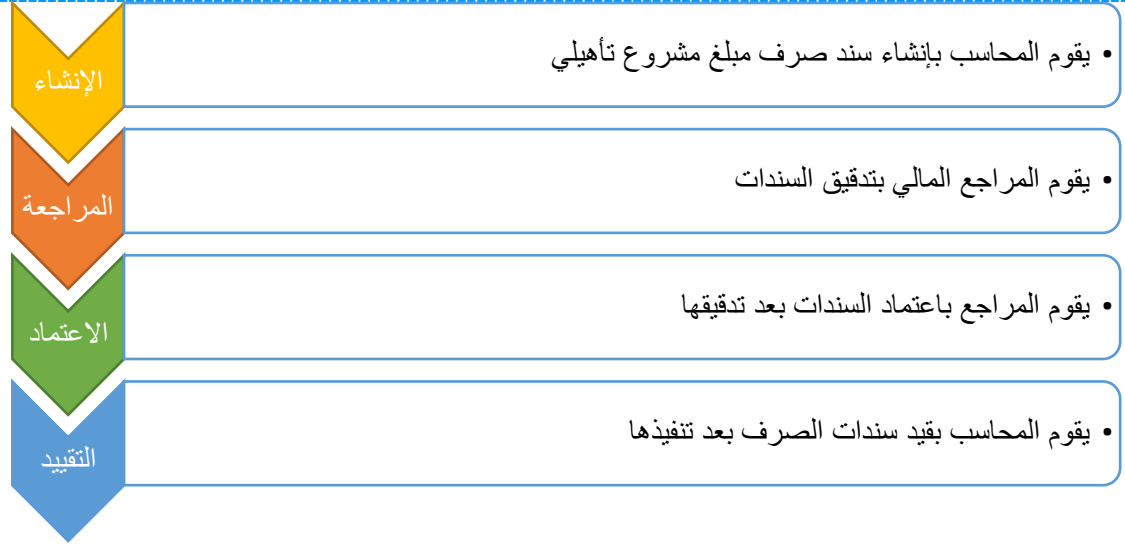 الإنشاء
• يقوم المحاسب بإنشاء سند صرف مبلغ مشروع تأهيلي
المراجعة
• يقوم المراجع المالي بتدقيق السندات
الاعتماد
• يقوم المراجع باعتماد السندات بعد تدقيقها
التقييد
• يقوم المحاسب بقيد سندات الصرف بعد تنفيذها